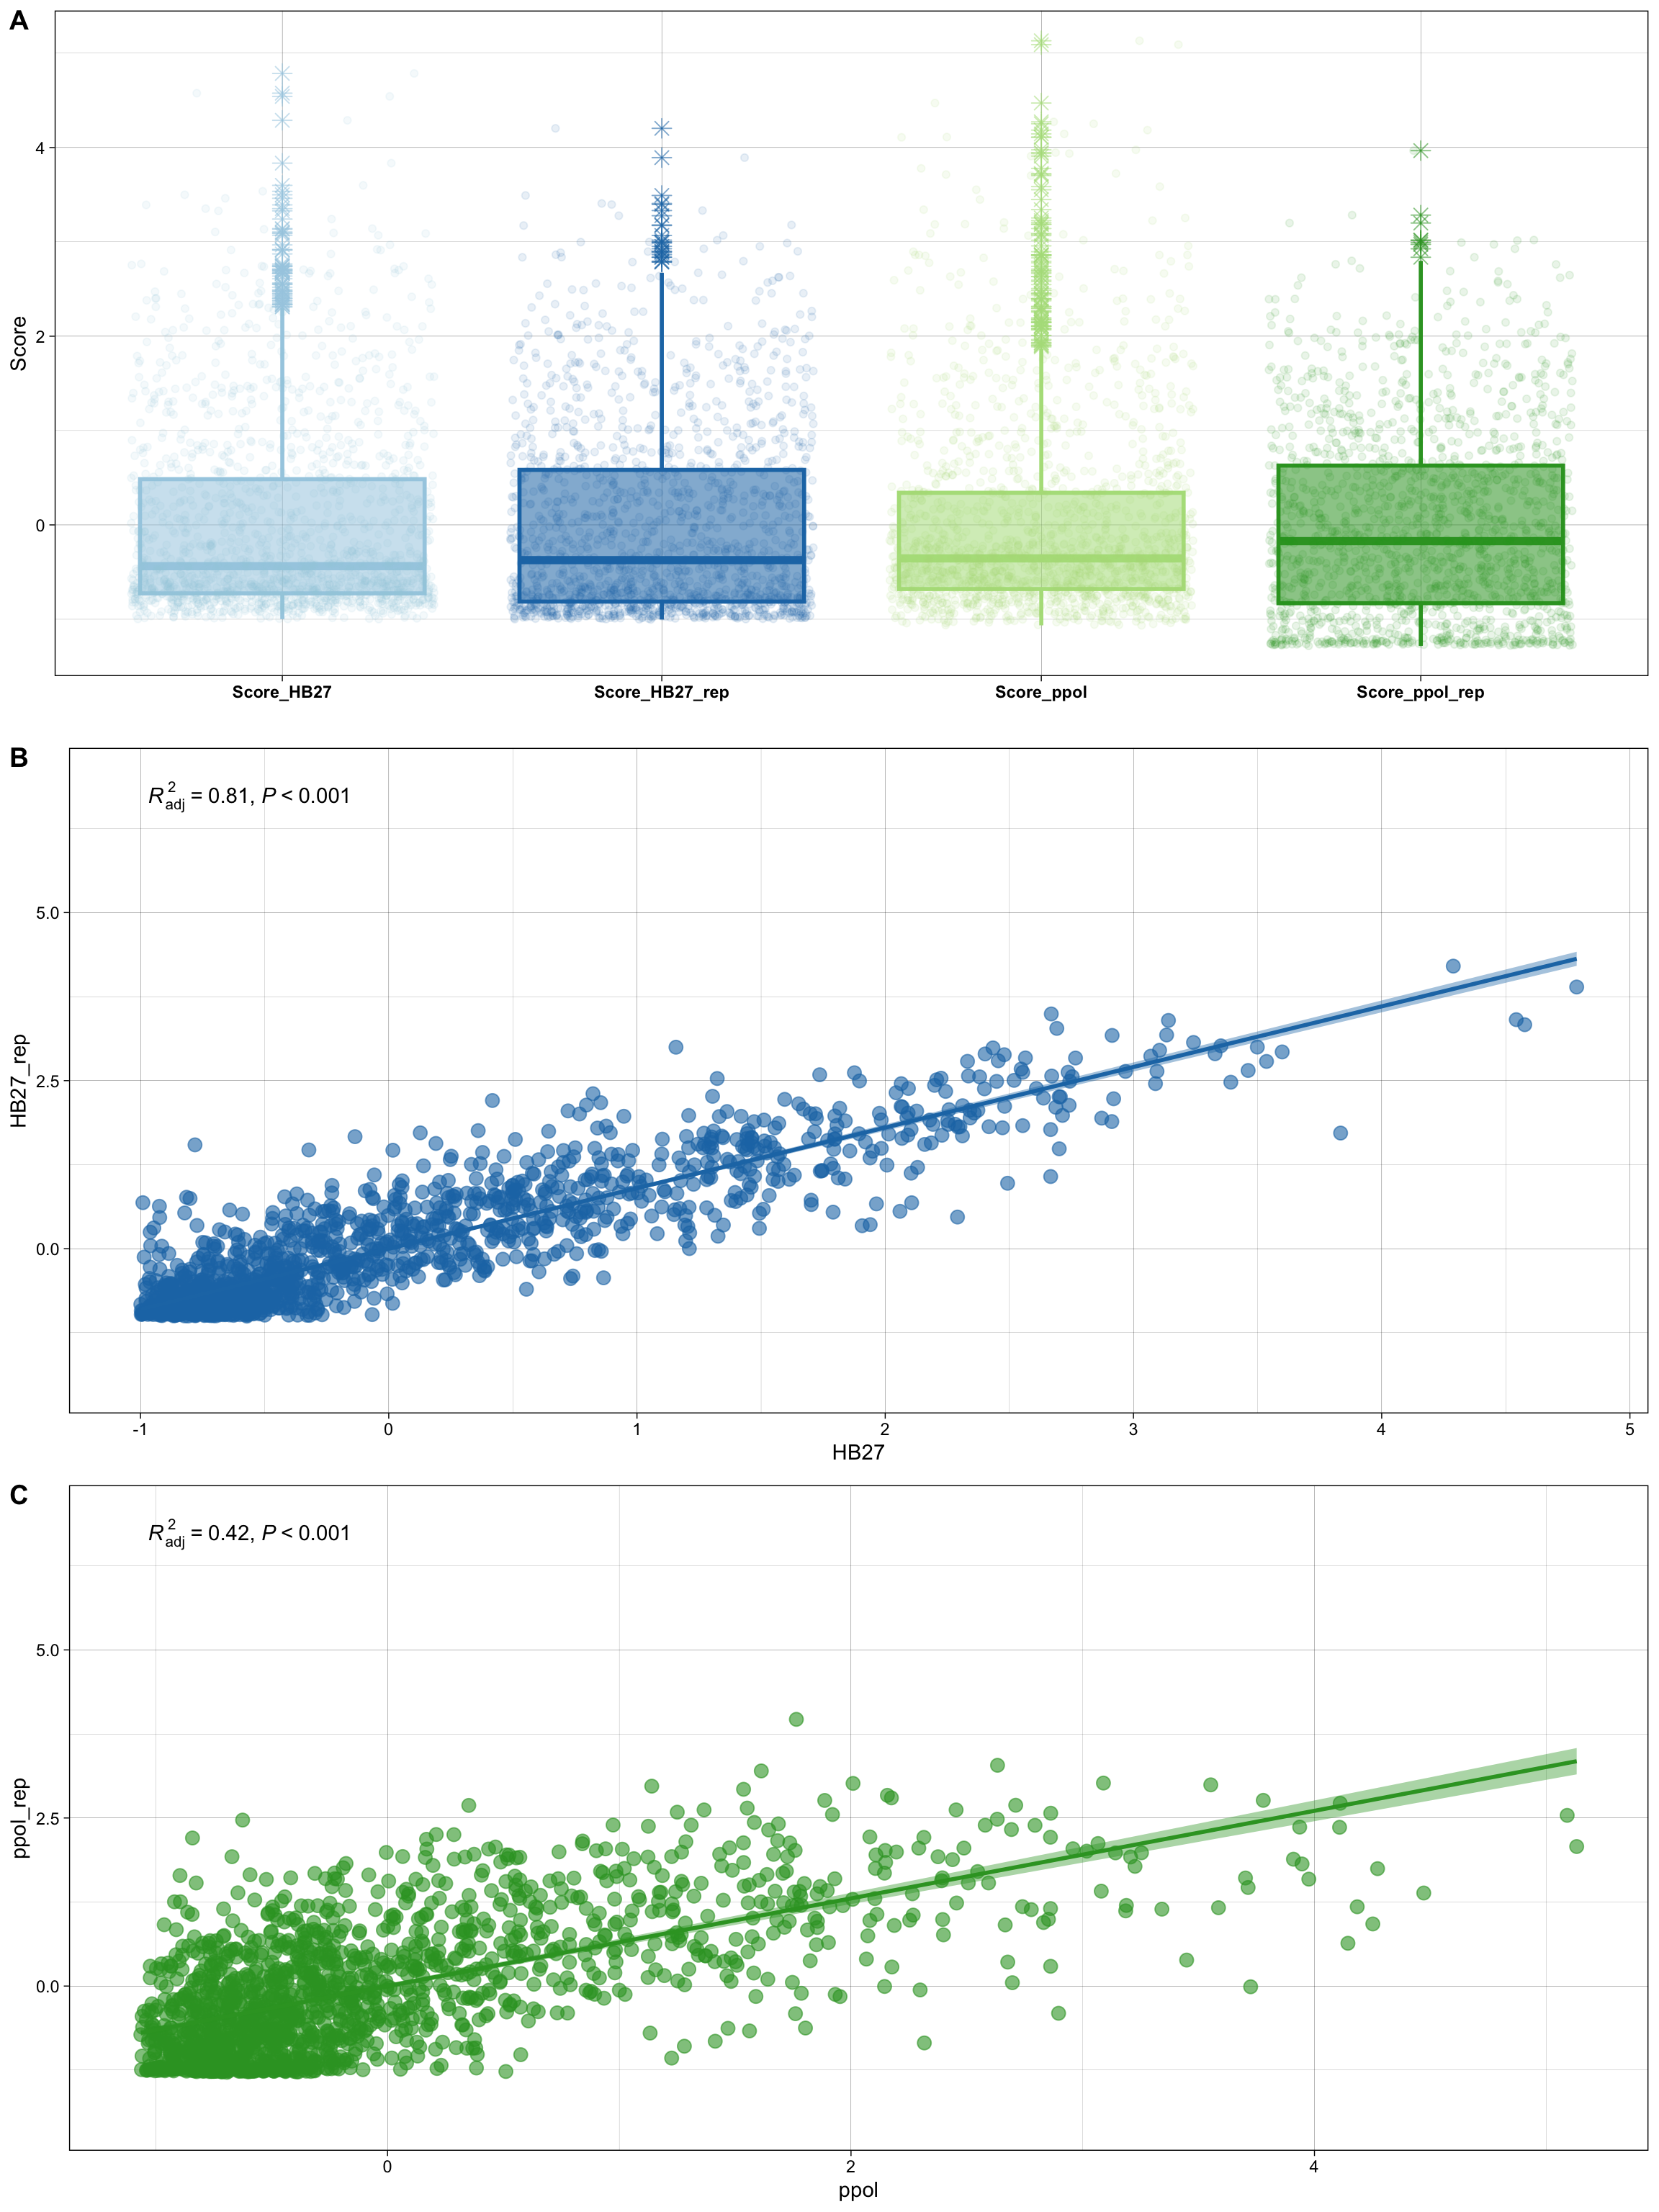 A
Score
4
2
0
Score_HB27 Score_HB27_rep Score_ppol Score_ppol_rep
B
R²adj = 0.81, P < 0.001
HB27_rep
5.0
2.5
0.0
-1 0 1 2 3 4 5
HB27
C
R²adj = 0.42, P < 0.001
ppol_rep
5.0
2.5
0.0
0 2 4
ppol